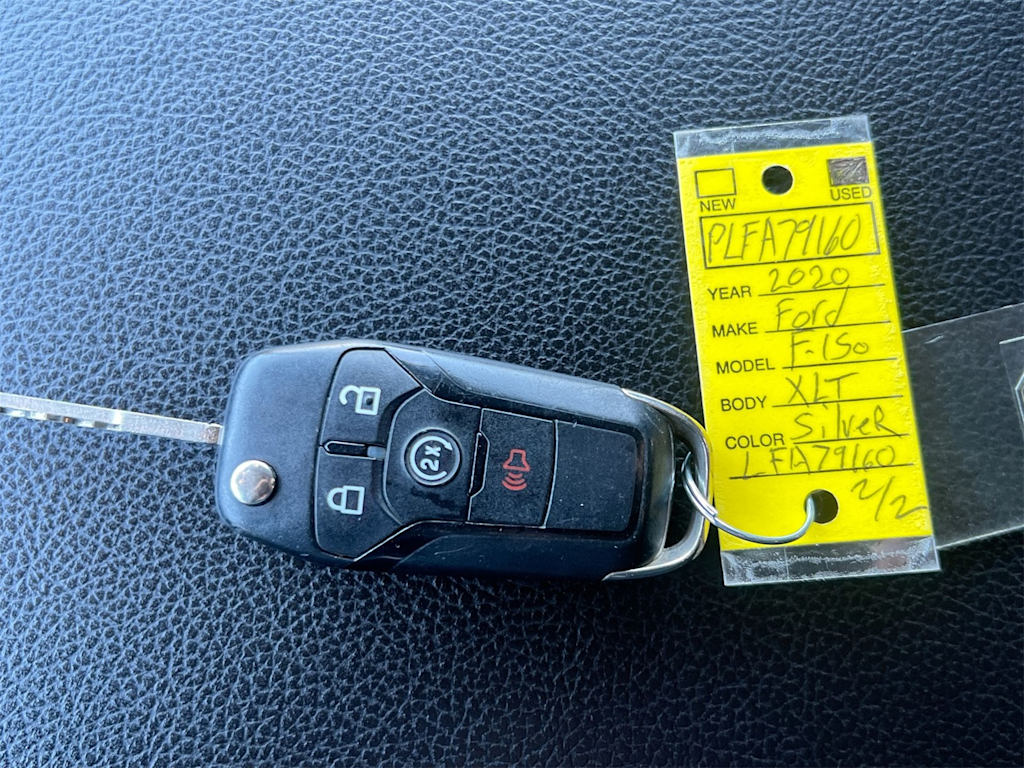 NEW USED
PLFA79160
YEAR 2020
MAKE Ford
MODEL F-150
BODY XLT
COLOR Silver
LFA79160
2/2
2x